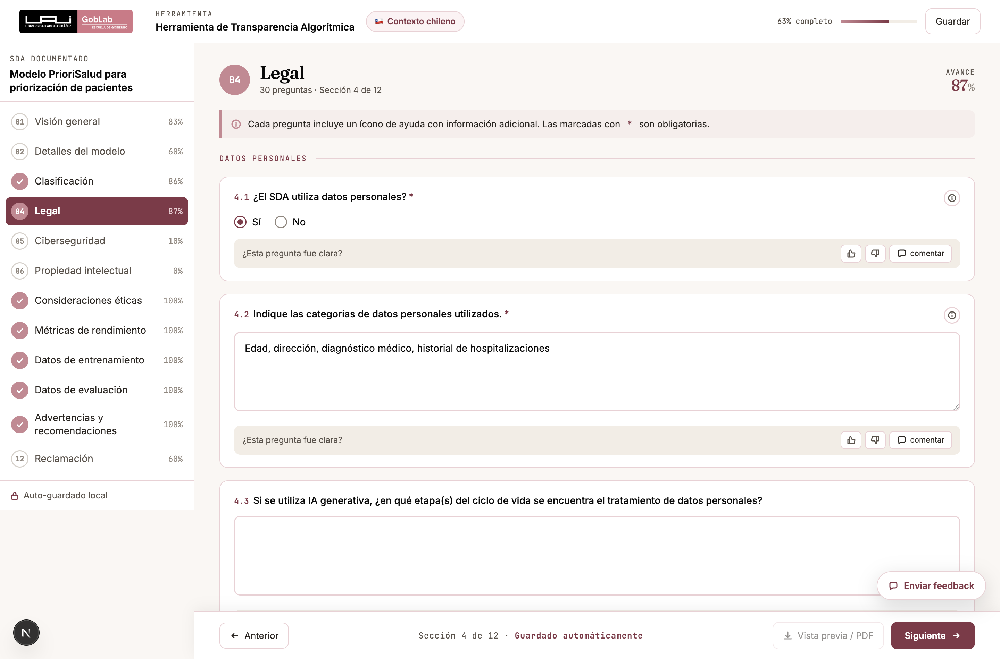 UAi
UNIVERSIDAD ADOLFO IBÁÑEZ
GobLab
ESCUELA DE GOBIERNO
HERRAMIENTA
Herramienta de Transparencia Algorítmica
Contexto chileno
63% completo
Guardar
SDA DOCUMENTADO
Modelo PrioriSalud para
priorización de pacientes
01 Visión general 83%
02 Detalles del modelo 60%
Clasificación 86%
04 Legal 87%
05 Ciberseguridad 10%
06 Propiedad intelectual 0%
Consideraciones éticas 100%
Métricas de rendimiento 100%
Datos de entrenamiento 100%
Datos de evaluación 100%
Advertencias y
recomendaciones 100%
12 Reclamación 60%
Auto-guardado local
N
04
Legal
30 preguntas · Sección 4 de 12
AVANCE
87%
Cada pregunta incluye un ícono de ayuda con información adicional. Las marcadas con * son obligatorias.
DATOS PERSONALES
4.1 ¿El SDA utiliza datos personales? *
Sí No
¿Esta pregunta fue clara? comentar
4.2 Indique las categorías de datos personales utilizados. *
Edad, dirección, diagnóstico médico, historial de hospitalizaciones
¿Esta pregunta fue clara? comentar
4.3 Si se utiliza IA generativa, ¿en qué etapa(s) del ciclo de vida se encuentra el tratamiento de datos personales?
Enviar feedback
← Anterior
Sección 4 de 12 · Guardado automáticamente
Vista previa / PDF
Siguiente →